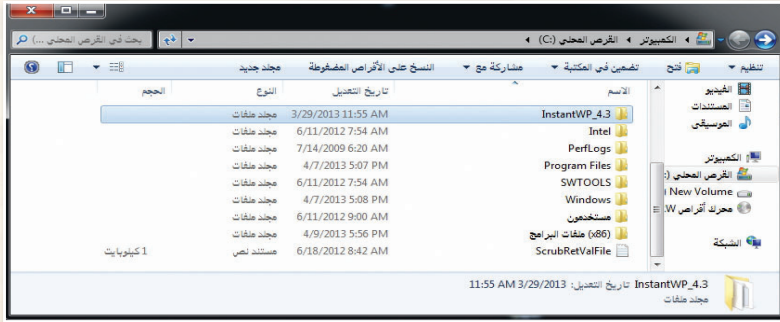 الكمبيوتر ◂ القرص المحلي (C:) ◂
بحث في القرص المحلي ...)
تنظيم
فتح
تضمين في المكتبة
مشاركة مع
النسخ على الأقراص المضغوطة
مجلد جديد
الفيديو
المستندات
الموسيقى
الكمبيوتر
القرص المحلي (:
New Volume
محرك أقراص W.
الشبكة
الاسم تاريخ التعديل النوع الحجم
InstantWP_4.3 3/29/2013 11:55 AM مجلد ملفات
Intel 6/11/2012 7:54 AM مجلد ملفات
PerfLogs 7/14/2009 6:20 AM مجلد ملفات
Program Files 4/7/2013 5:07 PM مجلد ملفات
SWTOOLS 6/11/2012 7:54 AM مجلد ملفات
Windows 4/7/2013 5:08 PM مجلد ملفات
مستخدمون 6/11/2012 9:00 AM مجلد ملفات
ملفات البرامج (x86) 4/9/2013 5:56 PM مجلد ملفات
ScrubRetValFile 6/18/2012 8:42 AM مستند نص 1 كيلوبايت
InstantWP_4.3 تاريخ التعديل: 3/29/2013 11:55 AM
مجلد ملفات